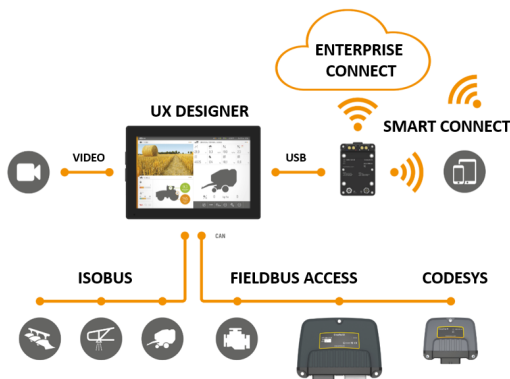 ENTERPRISE
CONNECT
UX DESIGNER
SMART CONNECT
VIDEO
USB
CAN
ISOBUS
FIELDBUS ACCESS
CODESYS